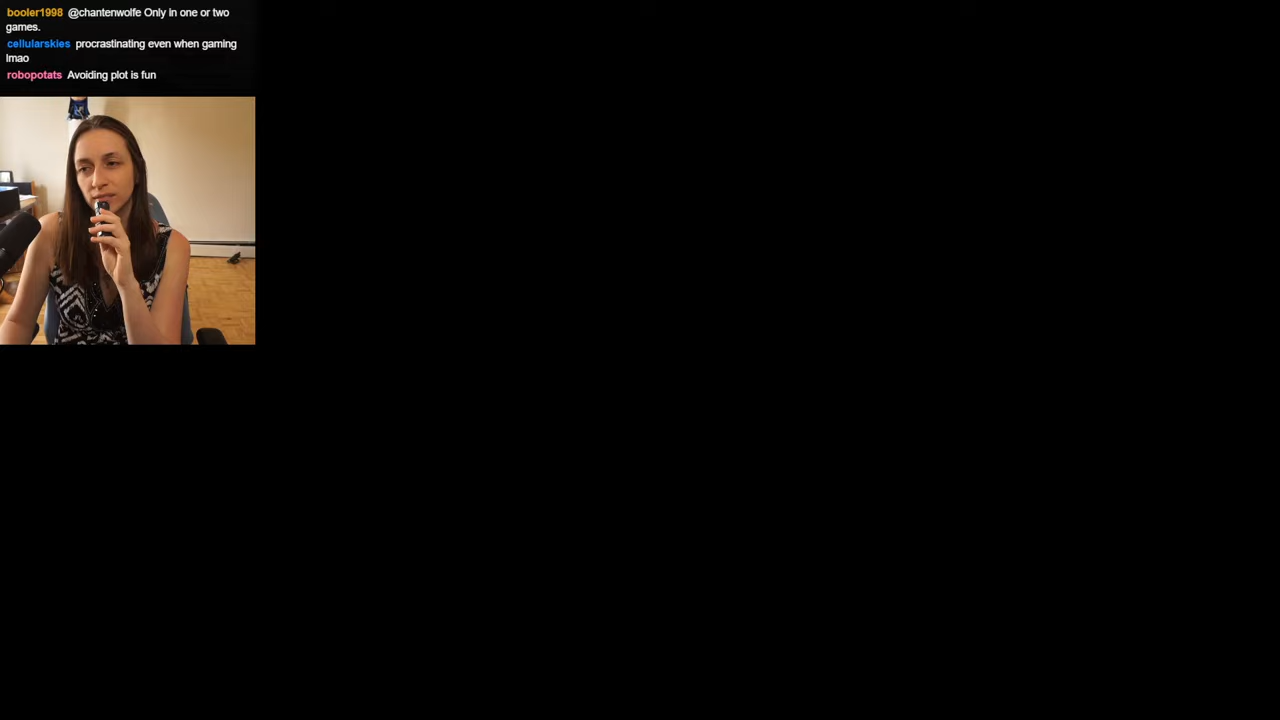 booler1998 @chantenwolfe Only in one or two
games.
cellularskies procrastinating even when gaming
lmao
robopotats Avoiding plot is fun